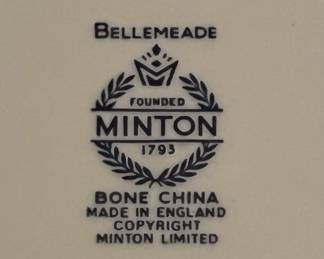 BELLEMEADE
FOUNDED
MINTON
1793
BONE CHINA
MADE IN ENGLAND
COPYRIGHT
MINTON LIMITED